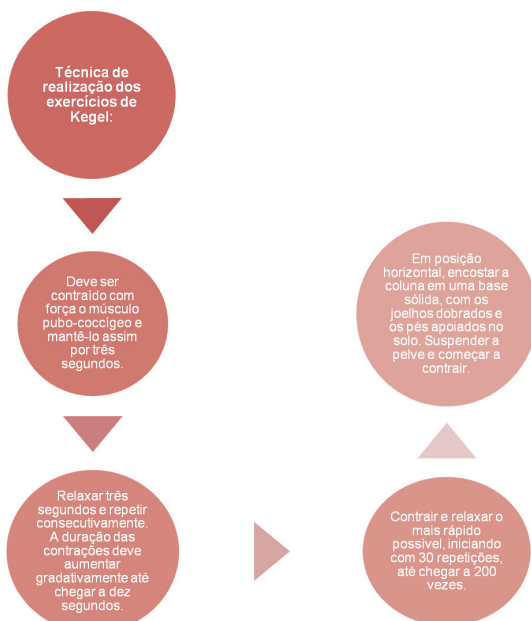 Técnica de
realização dos
exercícios de
Kegel:
Deve ser
contraido com
força o músculo
pubo-coccígeo e
mantê-lo assim
por três
segundos.
Relaxar três
segundos e repetir
consecutivamente.
A duração das
contrações deve
aumentar
gradativamente até
chegar a dez
segundos.
Contrair e relaxar o
mais rápido
possível, iniciando
com 30 repetições,
até chegar a 200
vezes.
Em posição
horizontal, encostar a
coluna em uma base
sólida, com os
joelhos dobrados e
os pés apoiados no
solo. Suspender a
pelve e começar a
contrair.